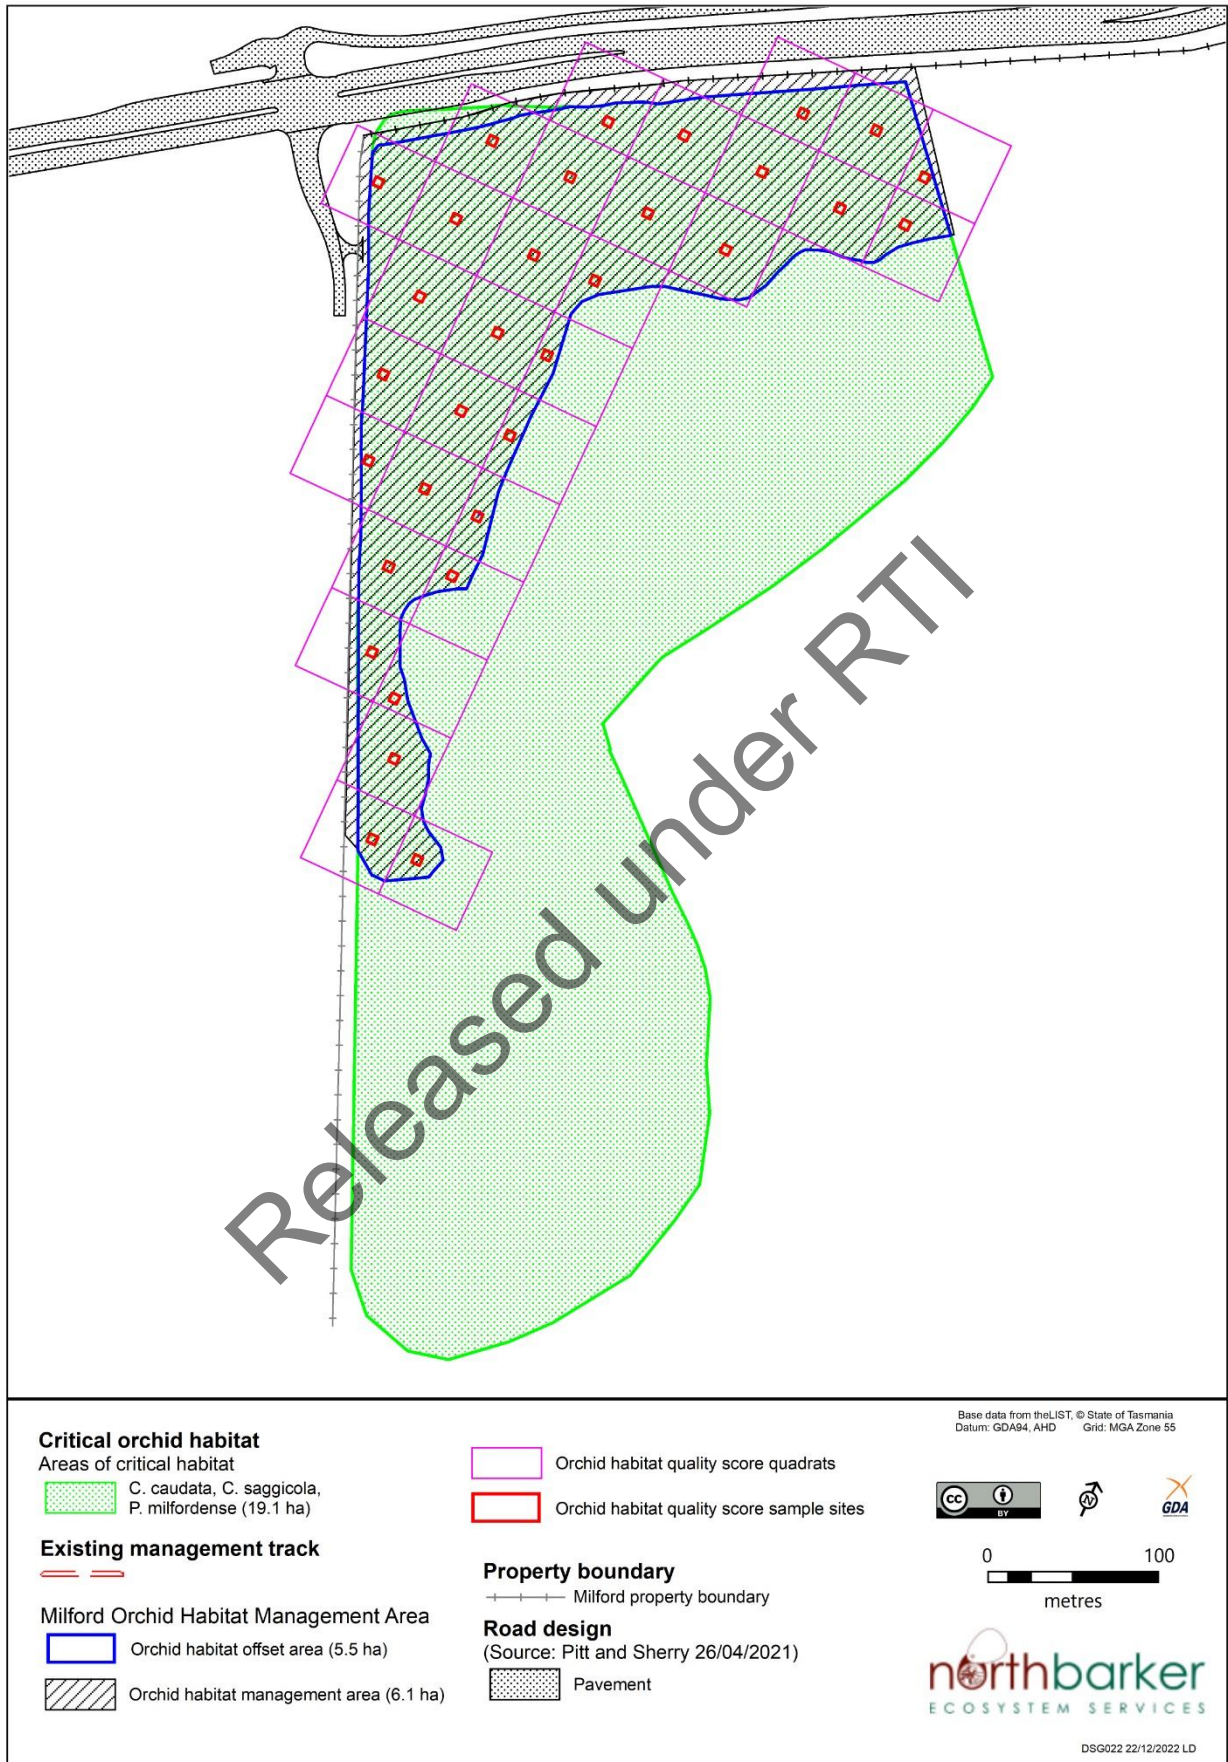 Released under RTI
Critical orchid habitat
Areas of critical habitat
C. caudata, C. saggicola,
P. milfordense (19.1 ha)
Existing management track
Milford Orchid Habitat Management Area
Orchid habitat offset area (5.5 ha)
Orchid habitat management area (6.1 ha)
Orchid habitat quality score quadrats
Orchid habitat quality score sample sites
Property boundary
Milford property boundary
Road design
(Source: Pitt and Sherry 26/04/2021)
Pavement
Base data from theLIST, © State of Tasmania
Datum: GDA94, AHD Grid: MGA Zone 55
cc BY
N
GDA
0 100
metres
northbarker
ECOSYSTEM SERVICES
DSG022 22/12/2022 LD